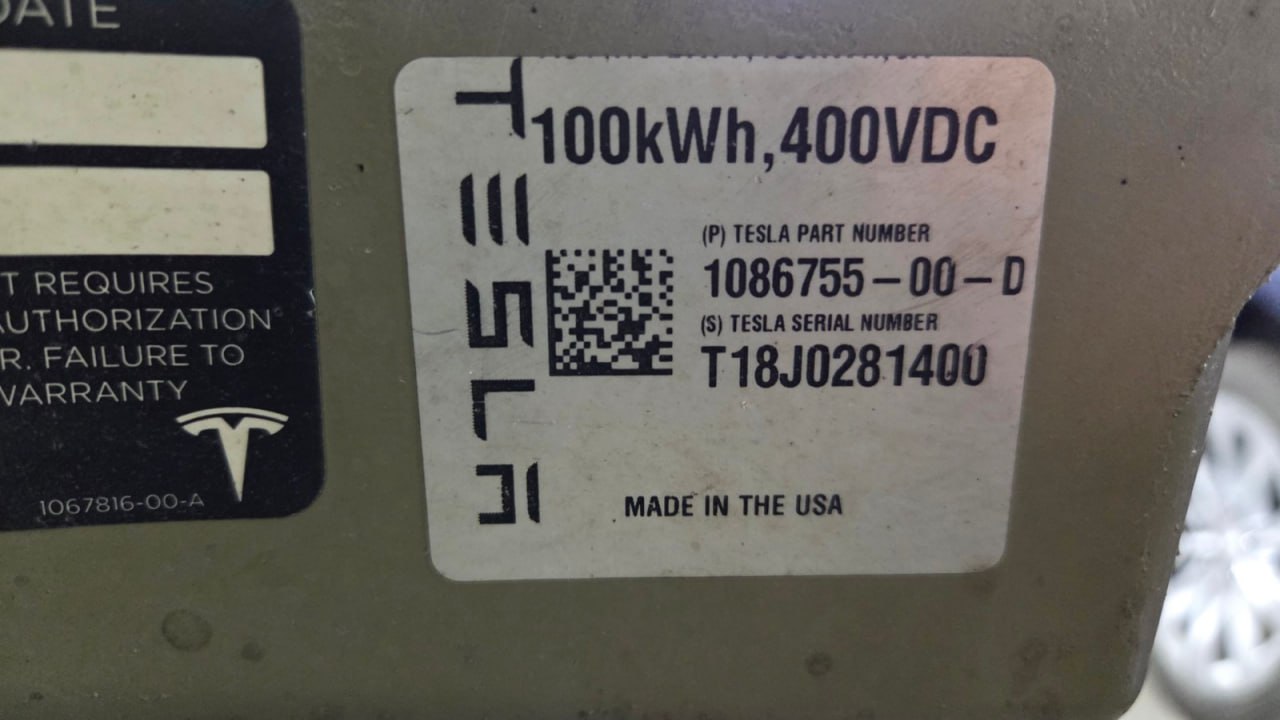 DATE
T REQUIRES
AUTHORIZATION
R. FAILURE TO
WARRANTY
1067816-00-A
TESLA
100kWh,400VDC
(P) TESLA PART NUMBER
1086755-00-D
(S) TESLA SERIAL NUMBER
T18J0281400
MADE IN THE USA